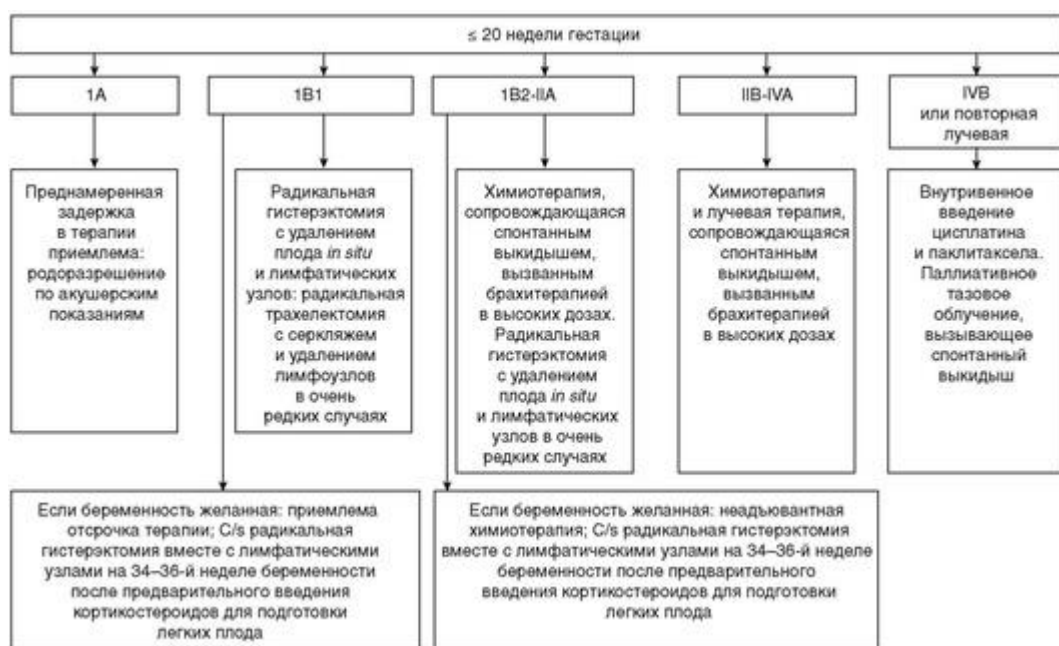 ≤ 20 недели гестации
1A
1B1
1B2-IIA
IIB-IVA
IVB
или повторная
лучевая
Преднамеренная
задержка
в терапии
приемлема:
родоразрешение
по акушерским
показаниям
Радикальная
гистерэктомия
с удалением
плода in situ
и лимфатических
узлов: радикальная
трахелектомия
с серкляжем
и удалением
лимфоузлов
в очень
редких случаях
Химиотерапия,
сопровождающаяся
спонтанным
выкидышем,
вызванным
брахитерапией
в высоких дозах.
Радикальная
гистерэктомия
с удалением
плода in situ
и лимфатических
узлов в очень
редких случаях
Химиотерапия
и лучевая терапия,
сопровождающаяся
спонтанным
выкидышем,
вызванным
брахитерапией
в высоких дозах
Внутривенное
введение
цисплатина
и паклитаксела.
Паллиативное
тазовое
облучение,
вызывающее
спонтанный
выкидыш
Если беременность желанная: приемлема
отсрочка терапии; C/s радикальная
гистерэктомия вместе с лимфатическими
узлами на 34–36-й неделе беременности
после предварительного введения
кортикостероидов для подготовки
легких плода
Если беременность желанная: неадъювантная
химиотерапия; C/s радикальная гистерэктомия
вместе с лимфатическими узлами на 34–36-й неделе
беременности после предварительного
введения кортикостероидов для подготовки
легких плода